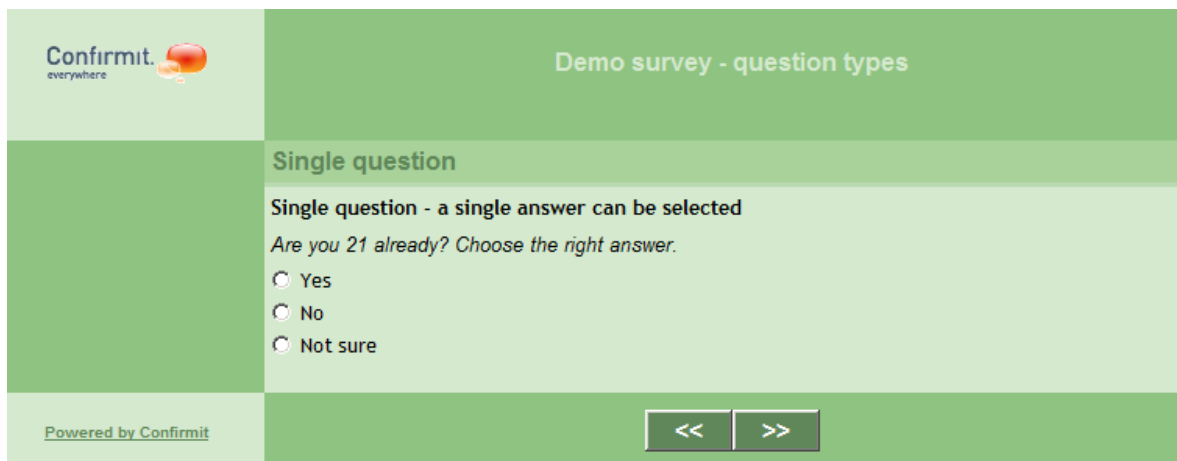 Confirmit.
everywhere
Demo survey - question types
Single question
Single question - a single answer can be selected
Are you 21 already? Choose the right answer.
Yes
No
Not sure
Powered by Confirmit
<< >>